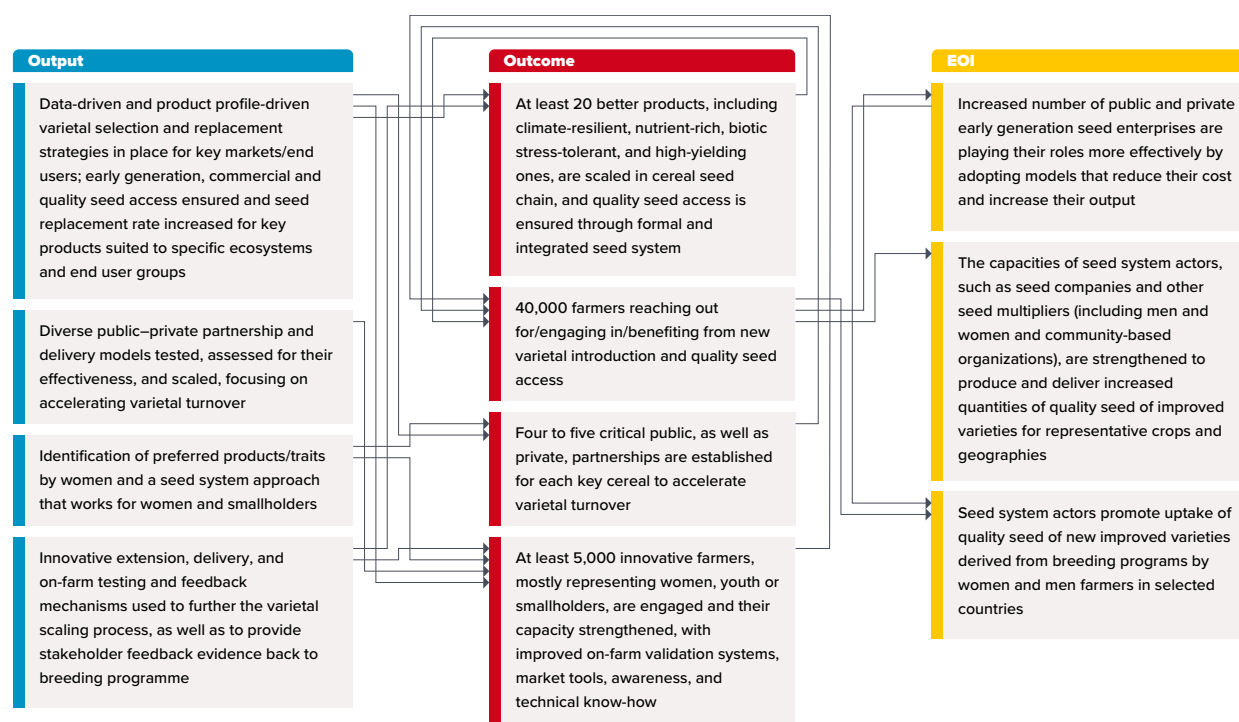 Output
Data-driven and product profile-driven
varietal selection and replacement
strategies in place for key markets/end
users; early generation, commercial and
quality seed access ensured and seed
replacement rate increased for key
products suited to specific ecosystems
and end user groups
Diverse public–private partnership and
delivery models tested, assessed for their
effectiveness, and scaled, focusing on
accelerating varietal turnover
Identification of preferred products/traits
by women and a seed system approach
that works for women and smallholders
Innovative extension, delivery, and
on-farm testing and feedback
mechanisms used to further the varietal
scaling process, as well as to provide
stakeholder feedback evidence back to
breeding programme
Outcome
At least 20 better products, including
climate-resilient, nutrient-rich, biotic
stress-tolerant, and high-yielding
ones, are scaled in cereal seed
chain, and quality seed access is
ensured through formal and
integrated seed system
40,000 farmers reaching out
for/engaging in/benefiting from new
varietal introduction and quality seed
access
Four to five critical public, as well as
private, partnerships are established
for each key cereal to accelerate
varietal turnover
At least 5,000 innovative farmers,
mostly representing women, youth or
smallholders, are engaged and their
capacity strengthened, with
improved on-farm validation systems,
market tools, awareness, and
technical know-how
EOI
Increased number of public and private
early generation seed enterprises are
playing their roles more effectively by
adopting models that reduce their cost
and increase their output
The capacities of seed system actors,
such as seed companies and other
seed multipliers (including men and
women and community-based
organizations), are strengthened to
produce and deliver increased
quantities of quality seed of improved
varieties for representative crops and
geographies
Seed system actors promote uptake of
quality seed of new improved varieties
derived from breeding programs by
women and men farmers in selected
countries